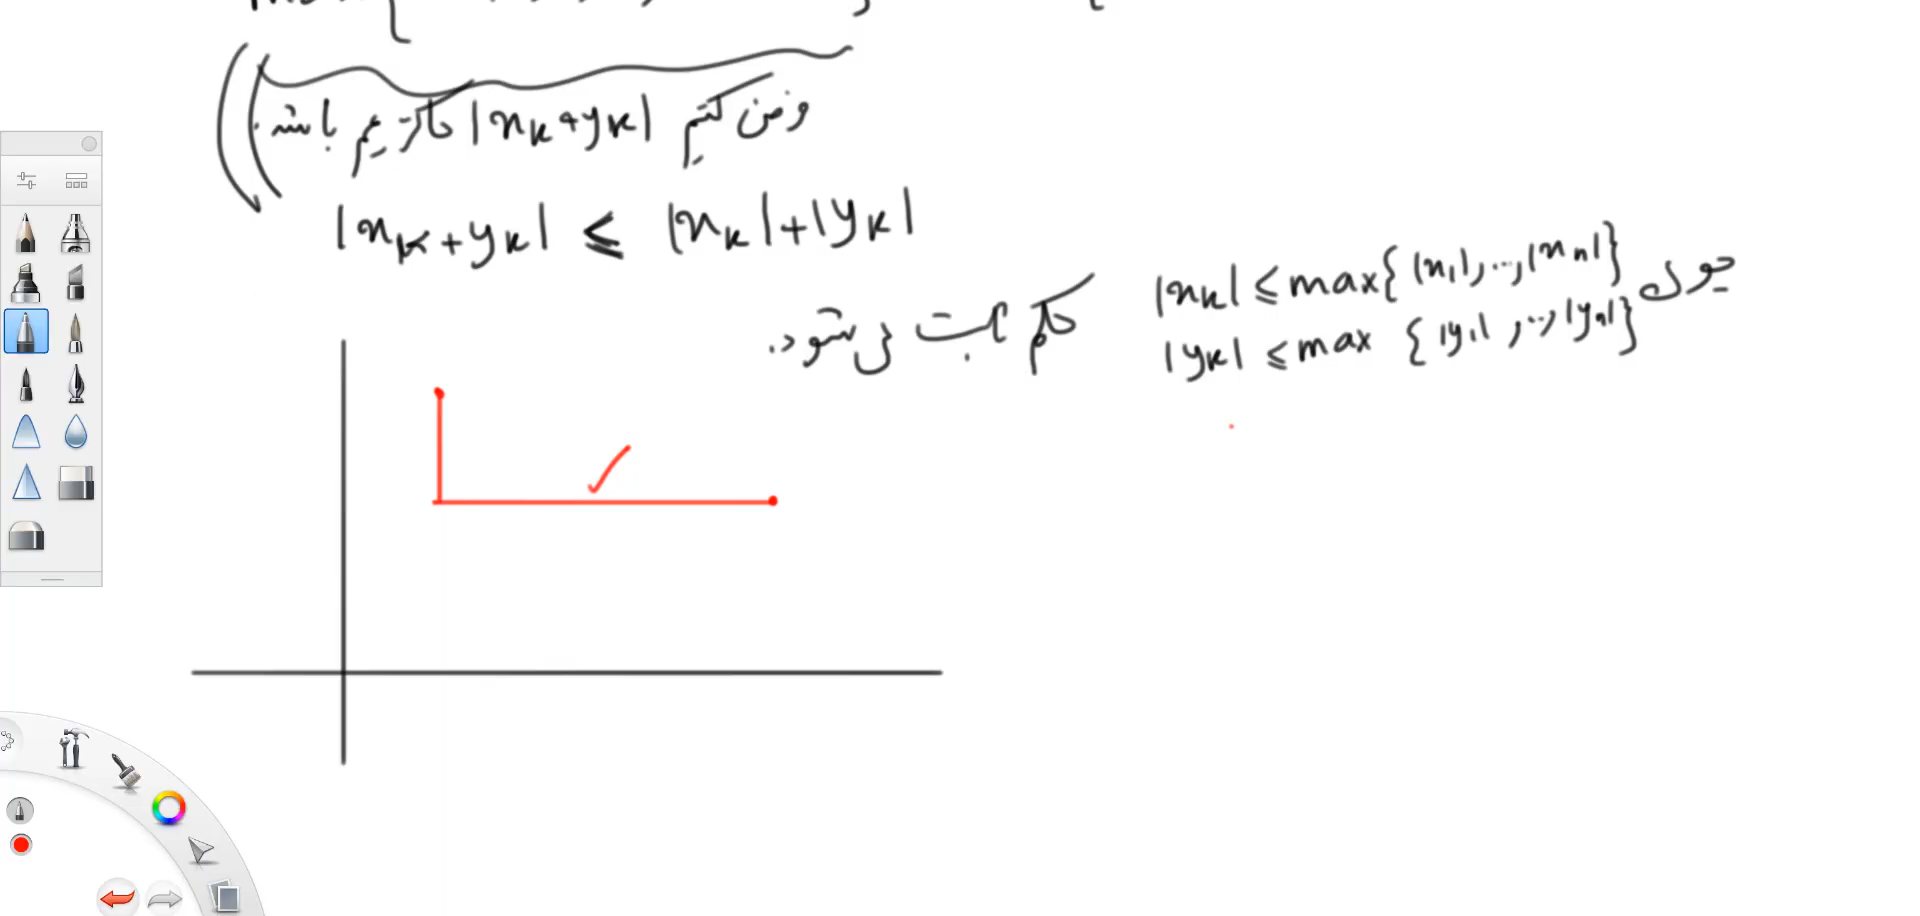 فرض کنیم |x_k+y_k| ماکزیمم باشد.
|x_k+y_k| ≤ |x_k|+|y_k|
چون |x_k| ≤ max{|x_1|,..,|x_n|}
|y_k| ≤ max {|y_1|,..,|y_n|}
حکم ثابت می شود.